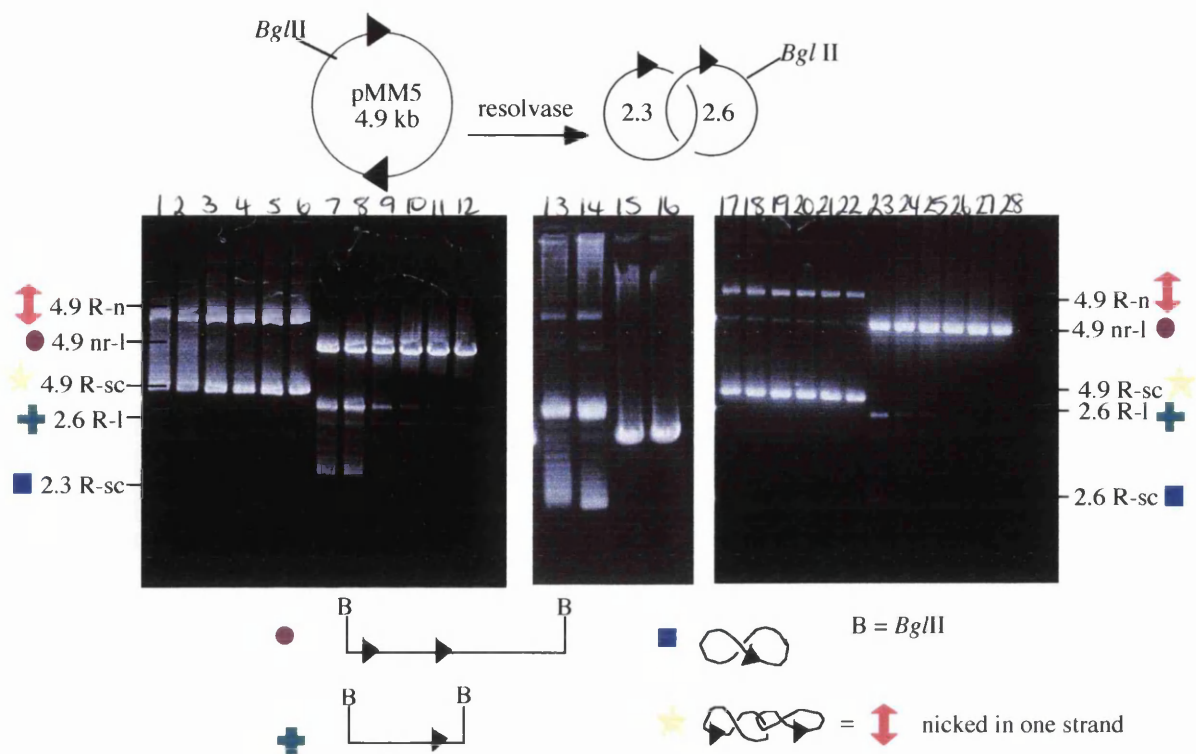 BglII
Bgl II
pMM5
4.9 kb
resolvase
2.3
2.6
1 2 3 4 5 6 7 8 9 10 11 12
13 14 15 16
17 18 19 20 21 22 23 24 25 26 27 28
4.9 R-n
4.9 nr-l
4.9 R-sc
2.6 R-l
2.3 R-sc
4.9 R-n
4.9 nr-l
4.9 R-sc
2.6 R-l
2.6 R-sc
B
B
B = BglII
B
B
= nicked in one strand